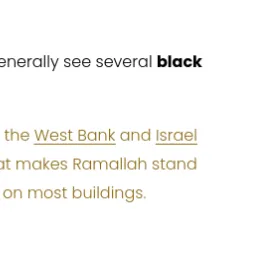 enerally see several black
the West Bank and Israel
at makes Ramallah stand
on most buildings.